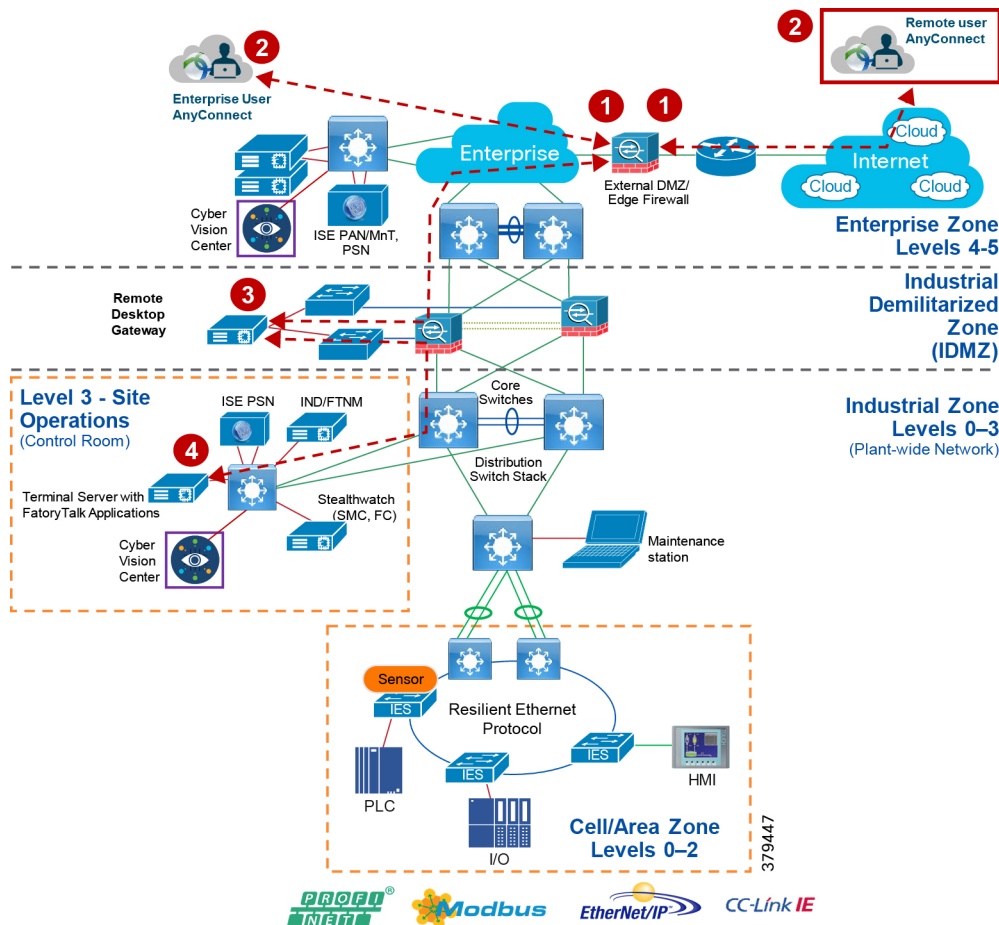 2
Enterprise User
AnyConnect
2
Remote user
AnyConnect
1
1
Enterprise
External DMZ/
Edge Firewall
Cloud
Internet
Cloud
Cloud
Cyber
Vision
Center
ISE PAN/MnT,
PSN
Enterprise Zone
Levels 4-5
Remote
Desktop
Gateway
3
Industrial
Demilitarized
Zone
(IDMZ)
Level 3 - Site
Operations
(Control Room)
ISE PSN
IND/FTNM
4
Terminal Server with
FatoryTalk Applications
Stealthwatch
(SMC, FC)
Cyber
Vision
Center
Core
Switches
Distribution
Switch Stack
Industrial Zone
Levels 0–3
(Plant-wide Network)
Maintenance
station
Sensor
IES
Resilient Ethernet
Protocol
IES
IES
PLC
I/O
HMI
Cell/Area Zone
Levels 0–2
379447
PROFI
NET
®
Modbus
EtherNet/IP™
CC-Link IE